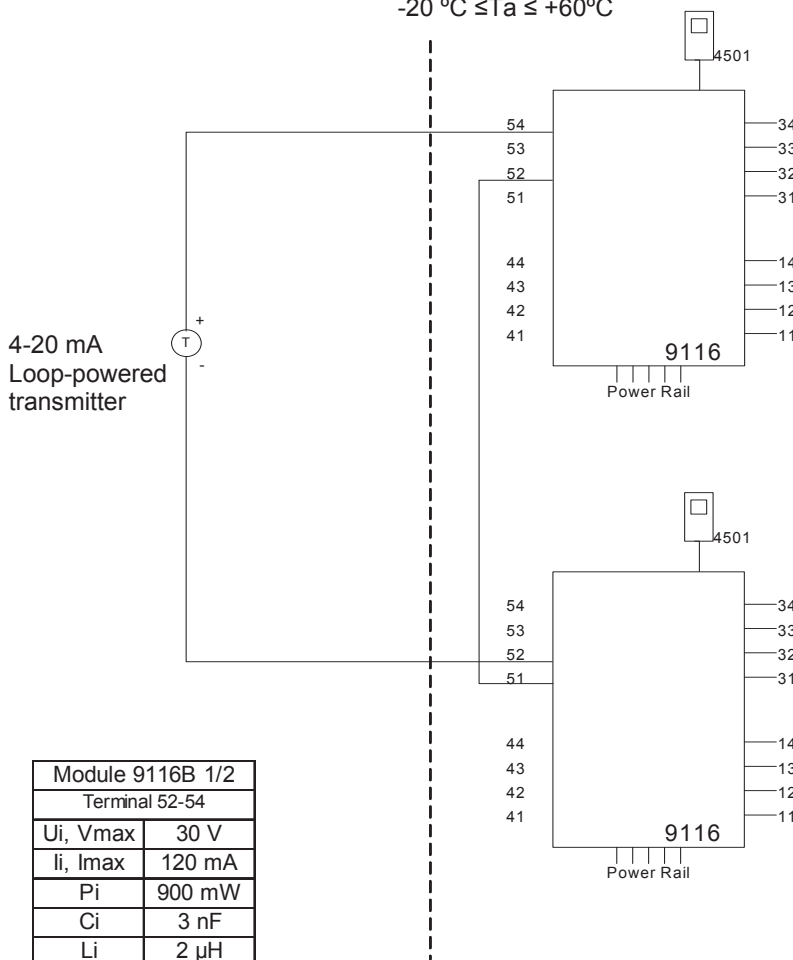 -20 ºC ≤Ta ≤ +60ºC
4501
54
53
52
51
44
43
42
41
34
33
32
31
14
13
12
11
9116
Power Rail
4-20 mA
Loop-powered
transmitter
+
T
-
4501
54
53
52
51
44
43
42
41
34
33
32
31
14
13
12
11
9116
Power Rail
Module 9116B 1/2
Terminal 52-54
Ui, Vmax 30 V
Ii, Imax 120 mA
Pi 900 mW
Ci 3 nF
Li 2 µH